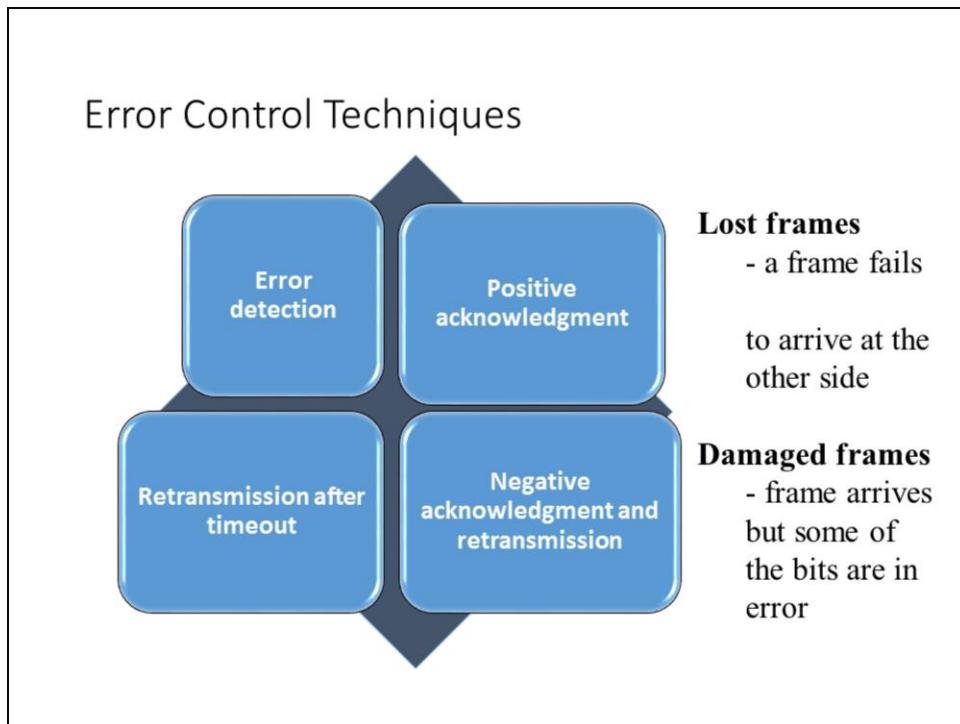 Error Control Techniques
Error
detection
Positive
acknowledgment
Retransmission after
timeout
Negative
acknowledgment and
retransmission
Lost frames
- a frame fails
to arrive at the
other side
Damaged frames
- frame arrives
but some of
the bits are in
error